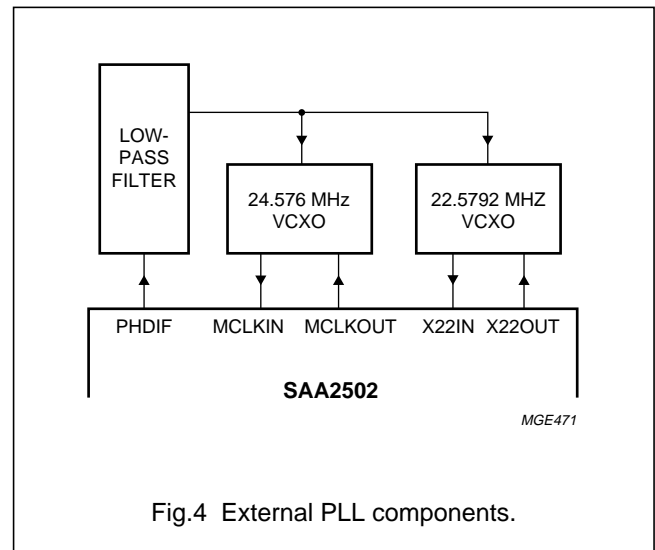 LOW-
PASS
FILTER
24.576 MHz
VCXO
22.5792 MHZ
VCXO
PHDIF MCLKIN MCLKOUT X22IN X22OUT
SAA2502
MGE471
Fig.4 External PLL components.